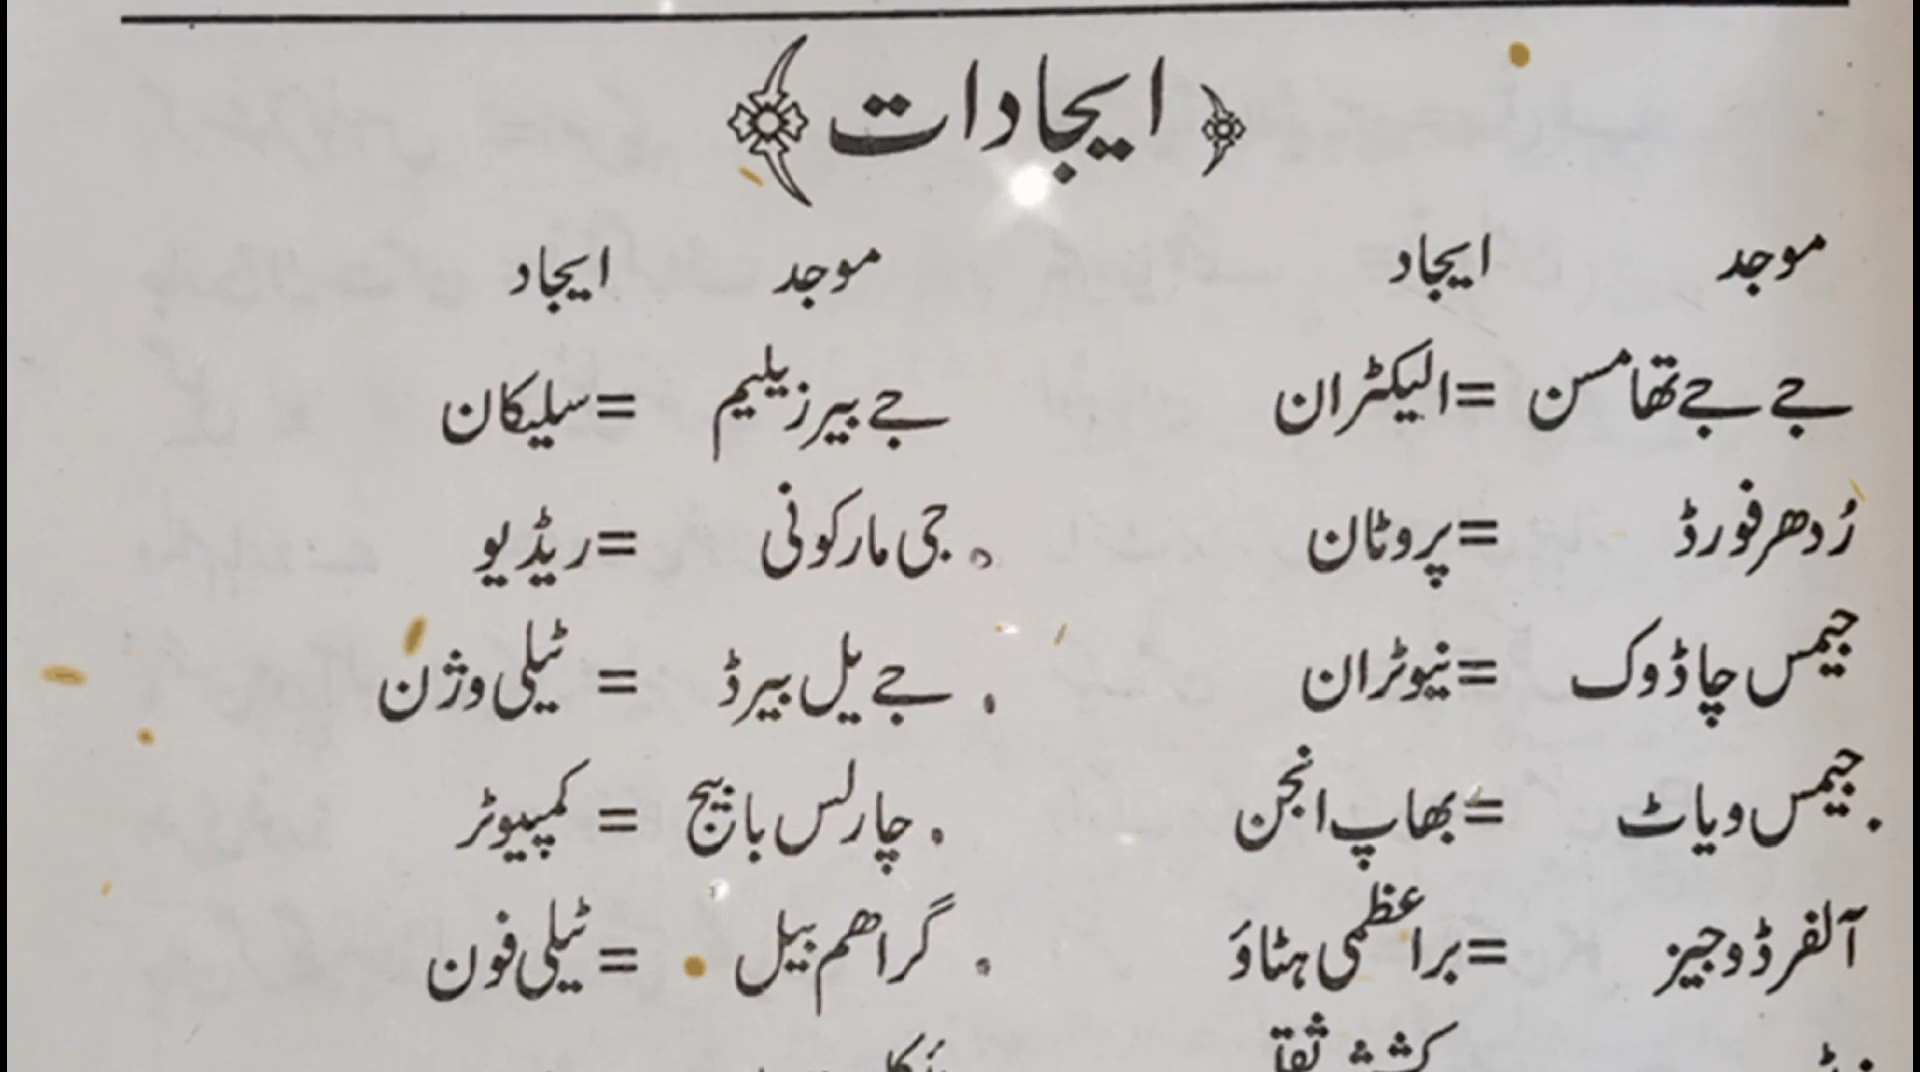 ایجادات
موجد ایجاد موجد ایجاد
جے جے تھامسن = الیکٹران جے بیرزیلیم = سلیکان
رُدھرفورڈ = پروٹان جی مارکونی = ریڈیو
جیمس چاڈوک = نیوٹران جے یل بیرڈ = ٹیلی وژن
جیمس ویاٹ = بھاپ انجن چارلس بابیج = کمپیوٹر
آلفرڈ وجیز = براعظمی ہٹاؤ گراھم بیل = ٹیلی فون